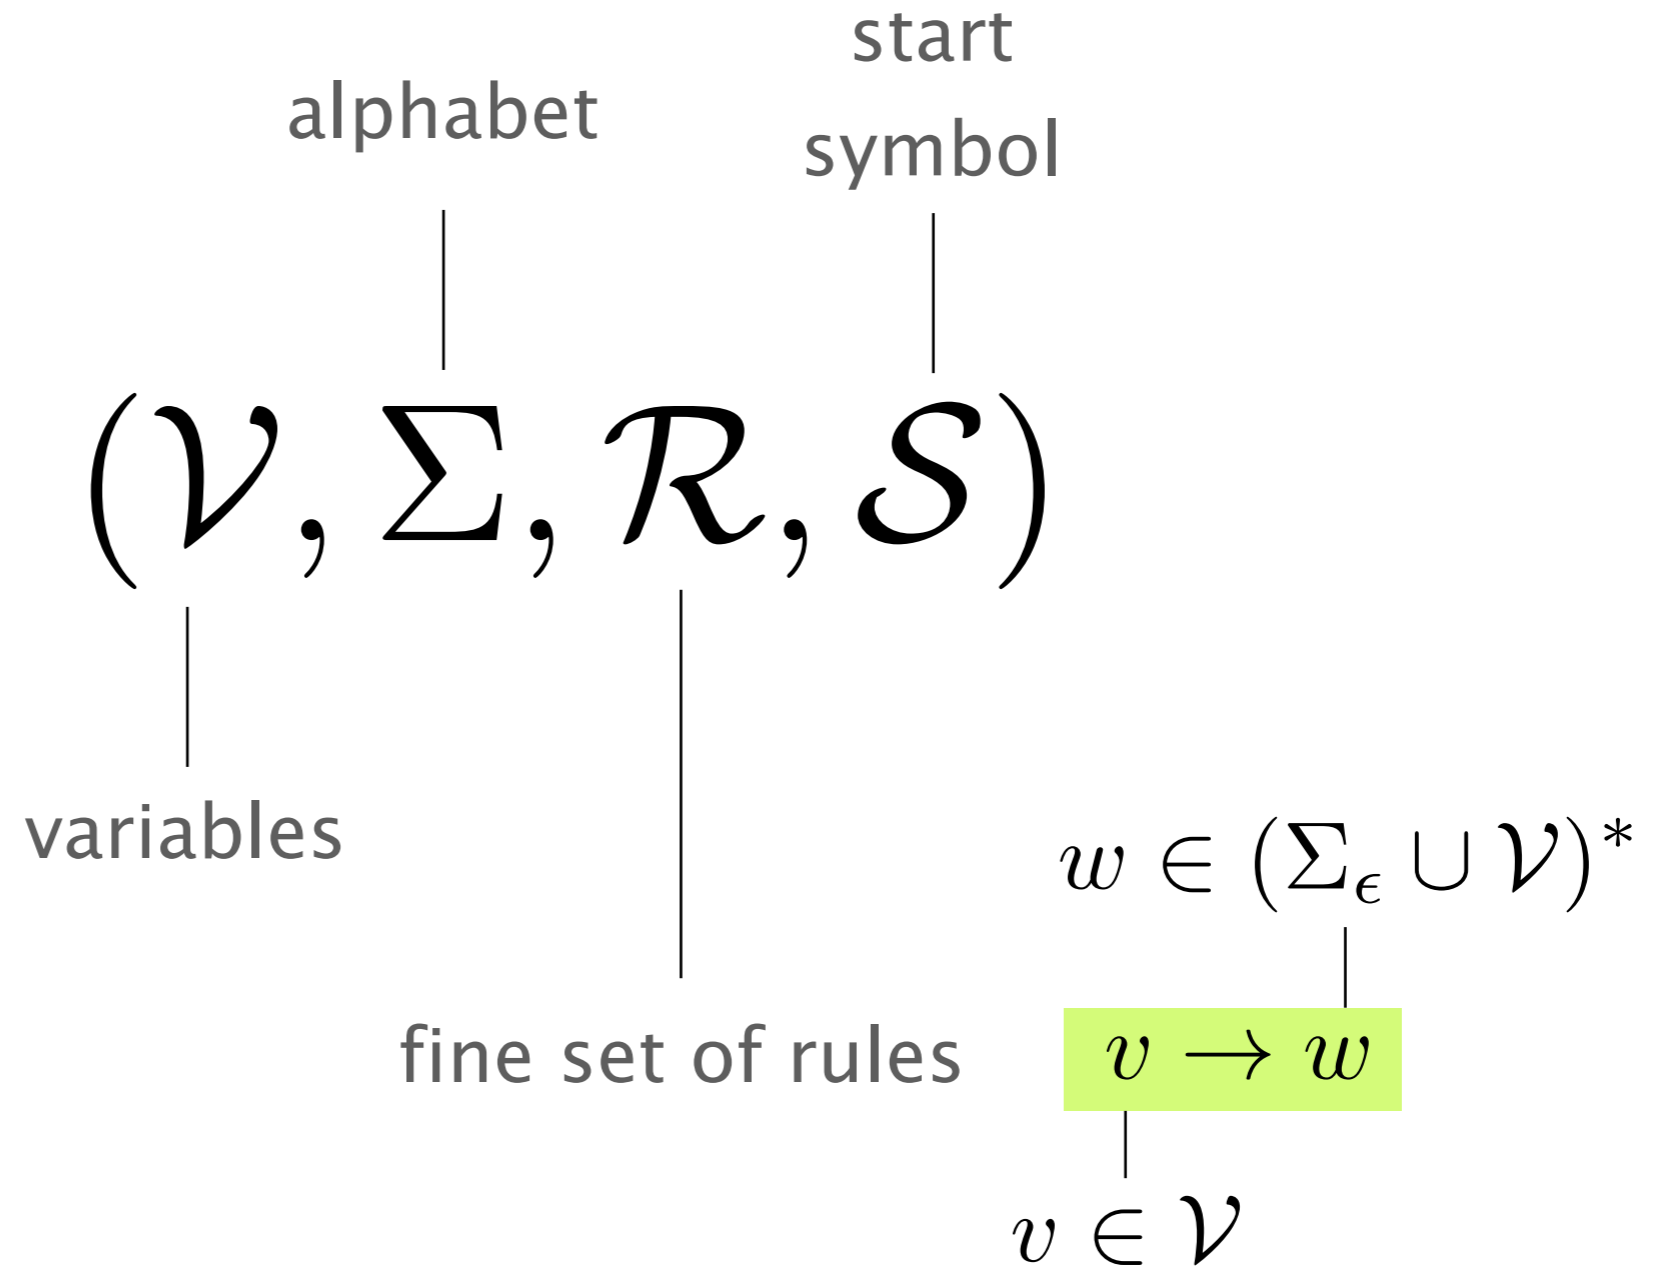 start
alphabet
symbol
(𝒱, Σ, ℛ, 𝒮)
variables
w ∈ (Σ_ϵ ∪ 𝒱)*
fine set of rules
v → w
v ∈ 𝒱